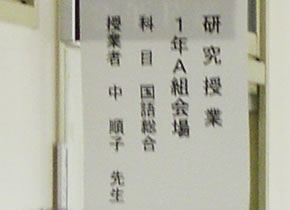 研究授業
1年A組会場
科目 国語総合
授業者 中 順子 先生